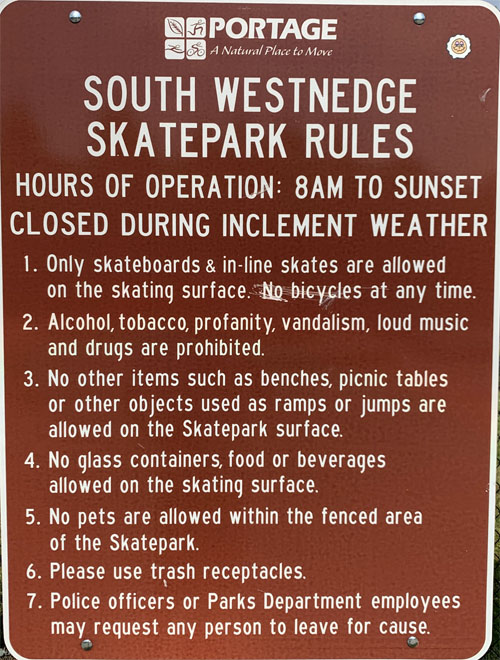 PORTAGE
A Natural Place to Move
SOUTH WESTNEDGE
SKATEPARK RULES
HOURS OF OPERATION: 8AM TO SUNSET
CLOSED DURING INCLEMENT WEATHER
1. Only skateboards & in-line skates are allowed
on the skating surface. No bicycles at any time.
2. Alcohol, tobacco, profanity, vandalism, loud music
and drugs are prohibited.
3. No other items such as benches, picnic tables
or other objects used as ramps or jumps are
allowed on the Skatepark surface.
4. No glass containers, food or beverages
allowed on the skating surface.
5. No pets are allowed within the fenced area
of the Skatepark.
6. Please use trash receptacles.
7. Police officers or Parks Department employees
may request any person to leave for cause.